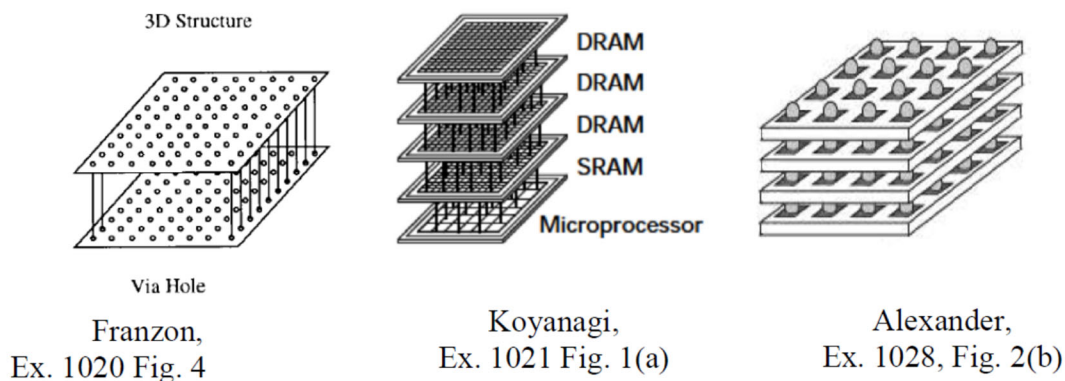 3D Structure
Via Hole
Franzon,
Ex. 1020 Fig. 4
DRAM
DRAM
DRAM
SRAM
Microprocessor
Koyanagi,
Ex. 1021 Fig. 1(a)
Alexander,
Ex. 1028, Fig. 2(b)